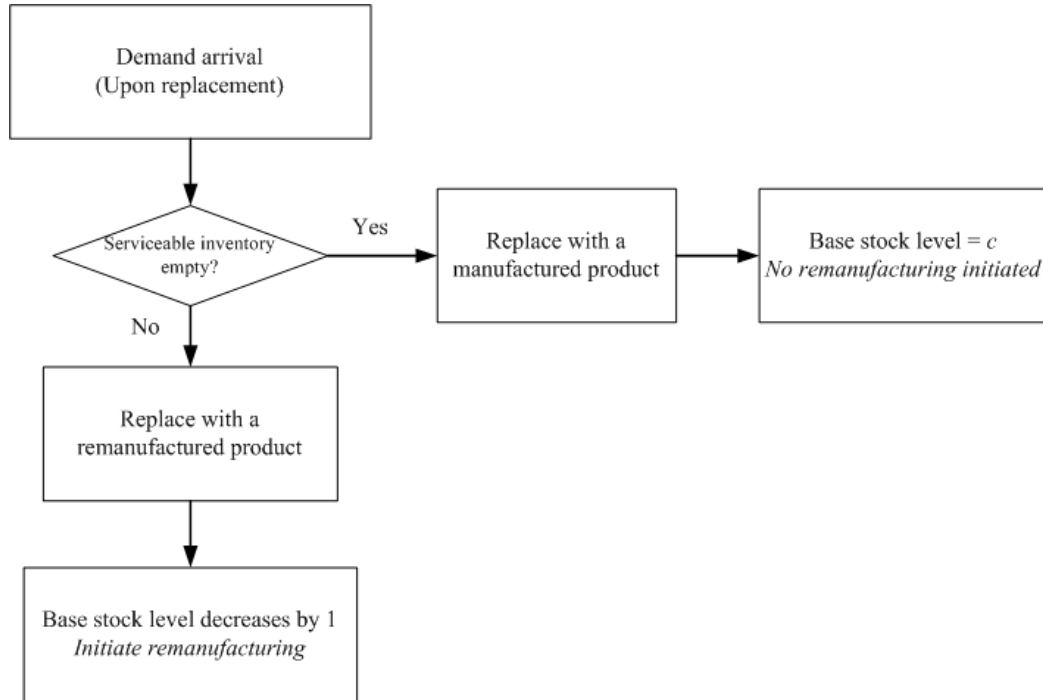 Demand arrival
(Upon replacement)
Serviceable inventory
empty?
Yes
Replace with a
manufactured product
Base stock level = c
No remanufacturing initiated
No
Replace with a
remanufactured product
Base stock level decreases by 1
Initiate remanufacturing